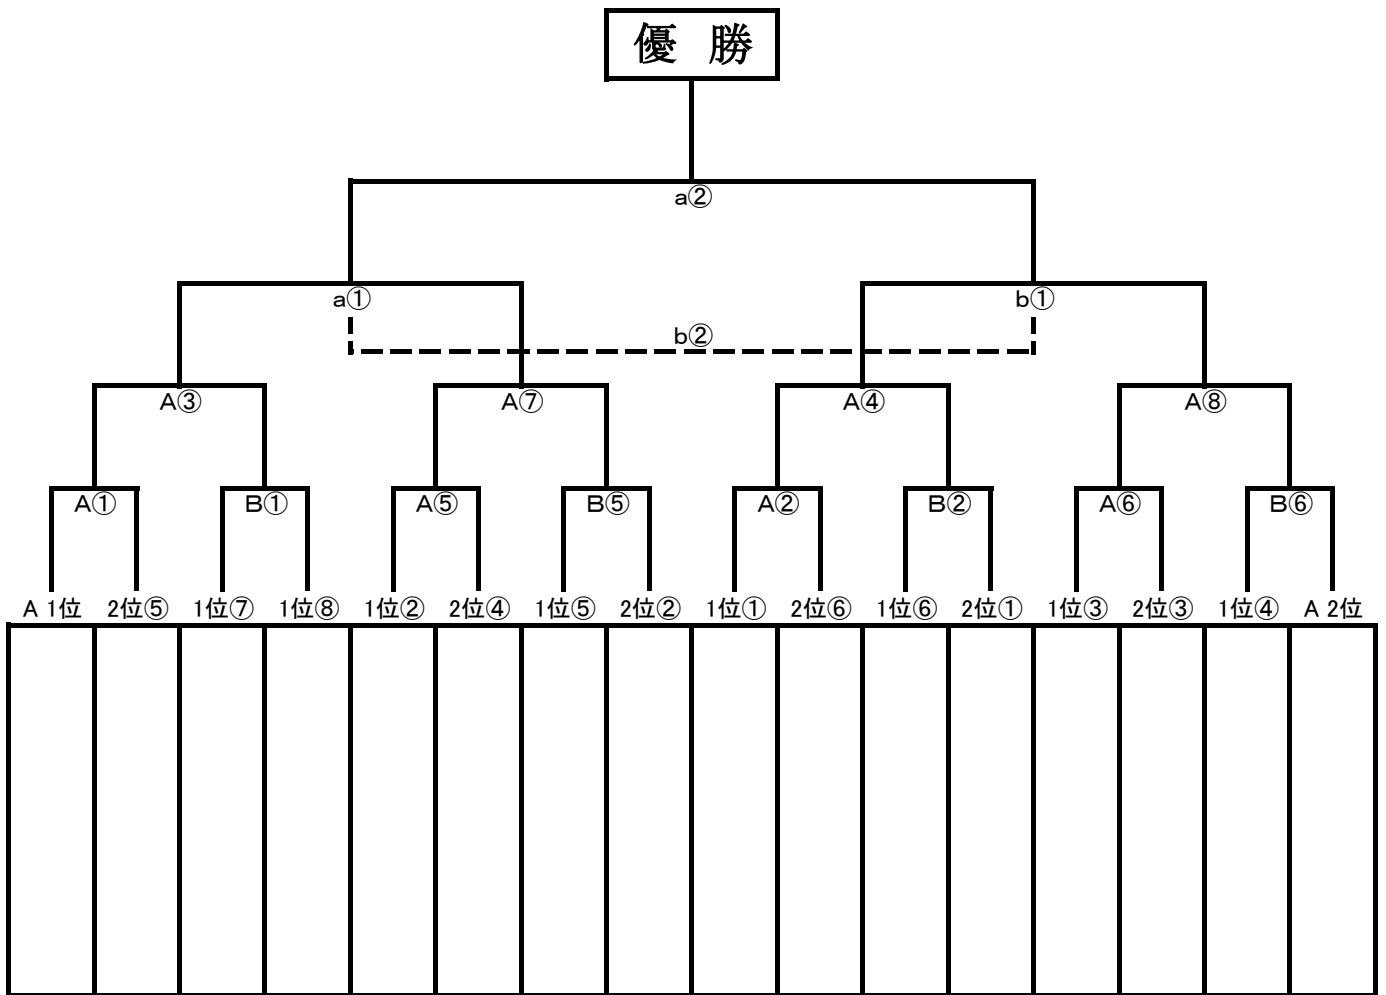 優 勝
a②
a① b①
b②
A③ A⑦ A④ A⑧
A① B① A⑤ B⑤ A② B② A⑥ B⑥
A 1位 2位⑤ 1位⑦ 1位⑧ 1位② 2位④ 1位⑤ 2位② 1位① 2位⑥ 1位⑥ 2位① 1位③ 2位③ 1位④ A 2位